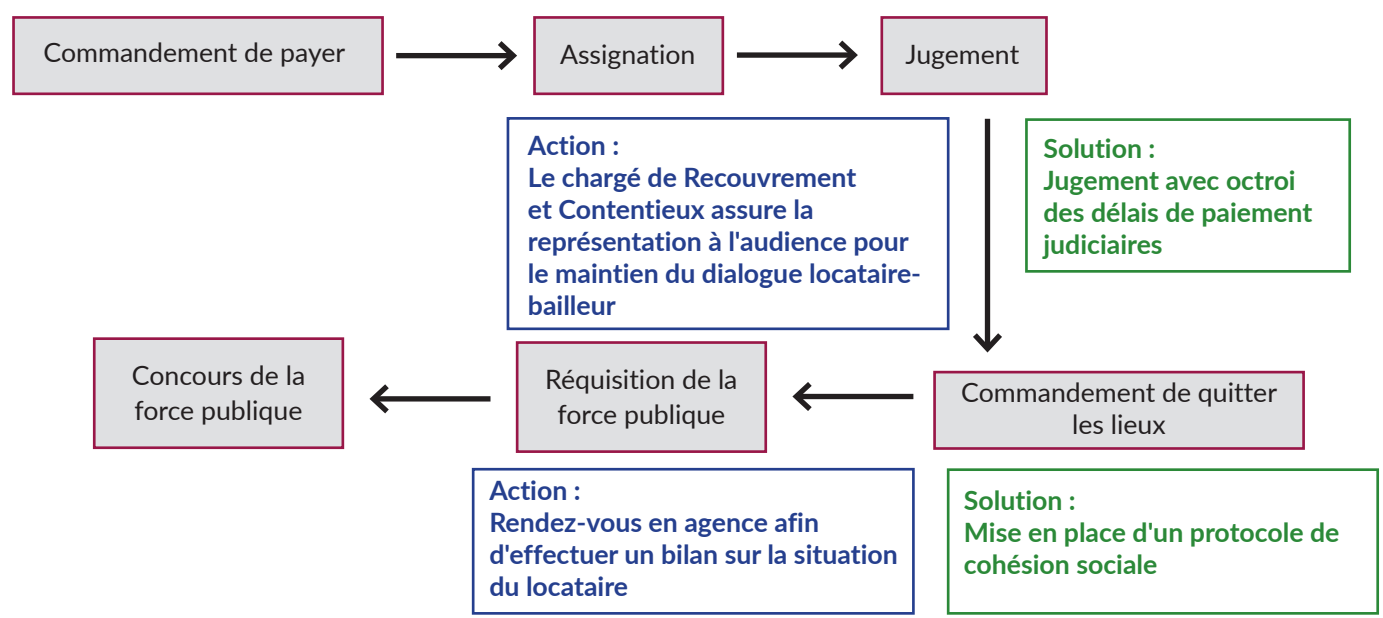 Commandement de payer
Assignation
Jugement
Action :
Le chargé de Recouvrement
et Contentieux assure la
représentation à l'audience pour
le maintien du dialogue locataire-
bailleur
Solution :
Jugement avec octroi
des délais de paiement
judiciaires
Commandement de quitter
les lieux
Réquisition de la
force publique
Concours de la
force publique
Action :
Rendez-vous en agence afin
d'effectuer un bilan sur la situation
du locataire
Solution :
Mise en place d'un protocole de
cohésion sociale